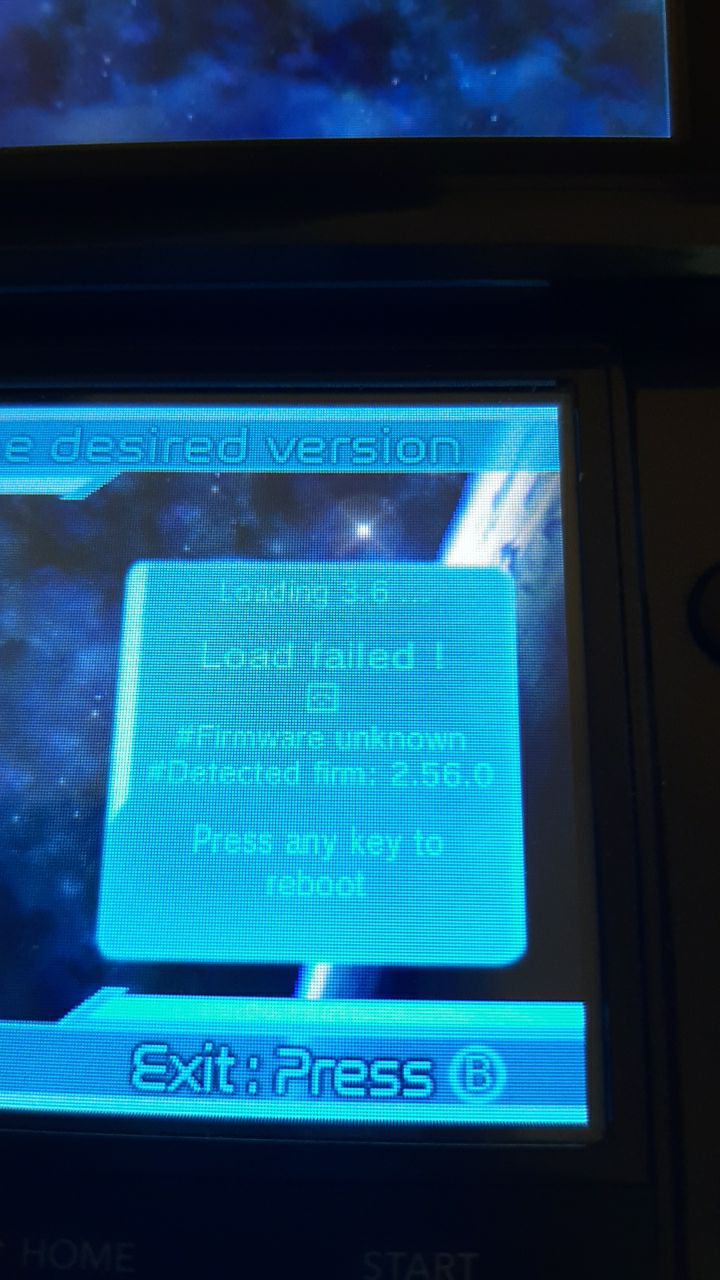 e desired version
Loading 3.6 ...
Load failed !
#Firmware unknown
#Detected firm: 2.56.0
Press any key to
reboot
Exit : Press B
HOME
START